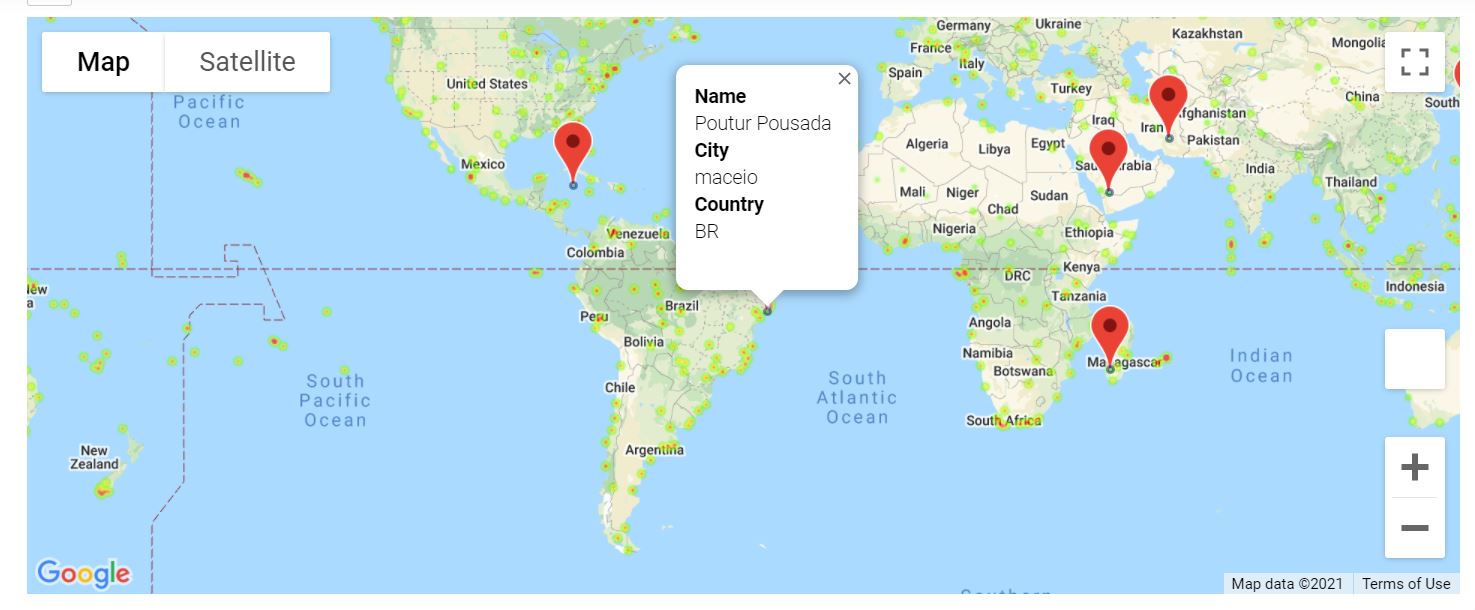 Map
Satellite
Pacific
Ocean
United States
Mexico
Venezuela
Colombia
Peru
Brazil
Bolivia
Chile
Argentina
South
Pacific
Ocean
New
Zealand
Name
Poutur Pousada
City
maceio
Country
BR
South
Atlantic
Ocean
Germany
Ukraine
Kazakhstan
Mongolia
France
Italy
Spain
Turkey
China
South
Iraq
Iran
Afghanistan
Pakistan
Algeria
Libya
Egypt
Saudi Arabia
India
Thailand
Mali
Niger
Sudan
Chad
Nigeria
Ethiopia
DRC
Kenya
Tanzania
Indonesia
Angola
Namibia
Botswana
Madagascar
South Africa
Indian
Ocean
Google
Map data ©2021
Terms of Use